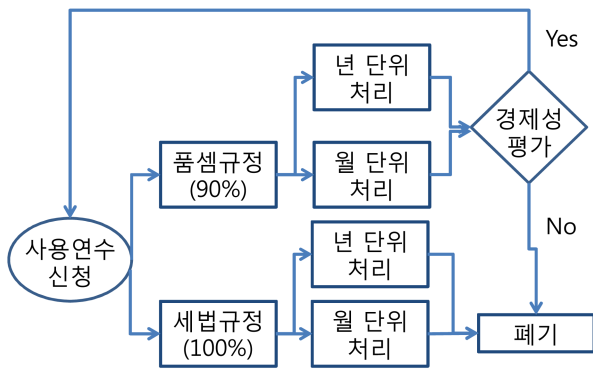 Yes
년 단위
처리
경제성
평가
품셈규정
(90%)
월 단위
처리
No
사용연수
신청
년 단위
처리
세법규정
(100%)
월 단위
처리
폐기